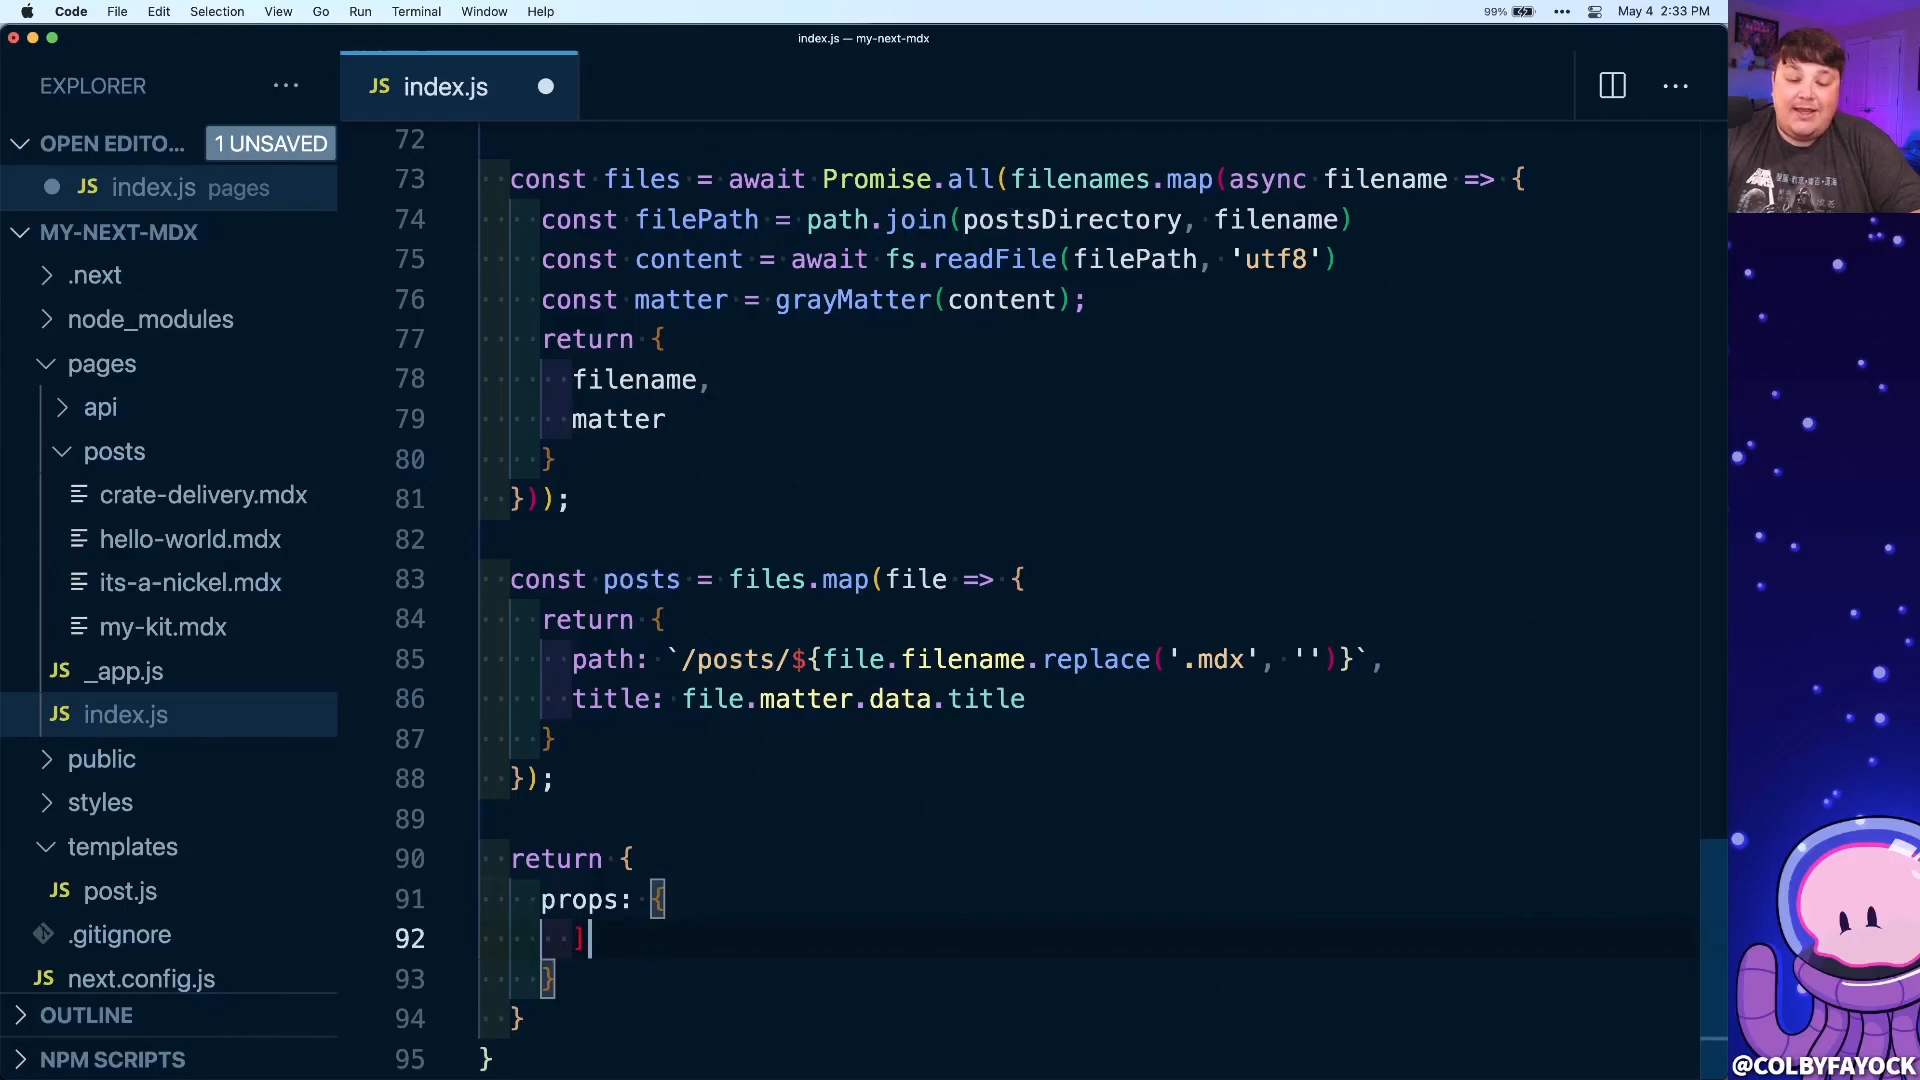 Code File Edit Selection View Go Run Terminal Window Help 99% May 4 2:33 PM
index.js — my-next-mdx
EXPLORER
JS index.js
OPEN EDITO... 1 UNSAVED
JS index.js pages
MY-NEXT-MDX
.next
node_modules
pages
api
posts
crate-delivery.mdx
hello-world.mdx
its-a-nickel.mdx
my-kit.mdx
JS _app.js
JS index.js
public
styles
templates
JS post.js
.gitignore
JS next.config.js
OUTLINE
NPM SCRIPTS
72
73 const files = await Promise.all(filenames.map(async filename => {
74 const filePath = path.join(postsDirectory, filename)
75 const content = await fs.readFile(filePath, 'utf8')
76 const matter = grayMatter(content);
77 return {
78 filename,
79 matter
80 }
81 }));
82
83 const posts = files.map(file => {
84 return {
85 path: `/posts/${file.filename.replace('.mdx', '')}`,
86 title: file.matter.data.title
87 }
88 });
89
90 return {
91 props: {
92 ]
93 }
94 }
95 }
@COLBYFAYOCK